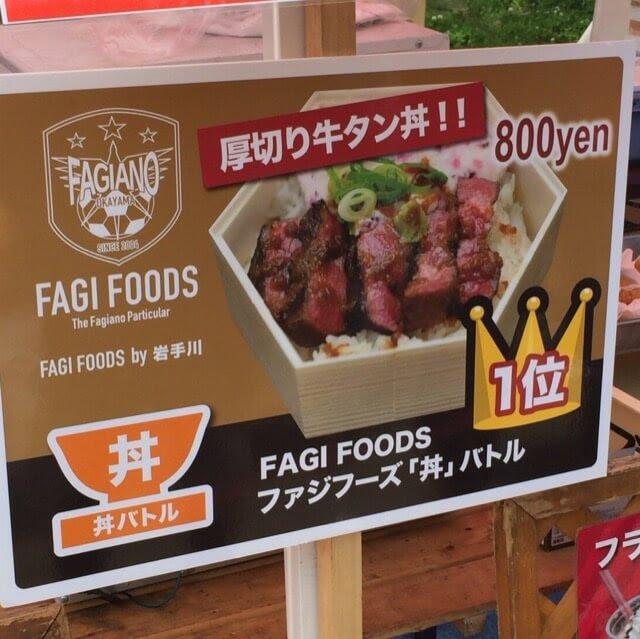 厚切り牛タン丼!!
800yen
FAGIANO
OKAYAMA
SINCE 2004
FAGI FOODS
The Fagiano Particular
FAGI FOODS by 岩手川
1位
丼
丼バトル
FAGI FOODS
ファジフーズ「丼」バトル
フラ